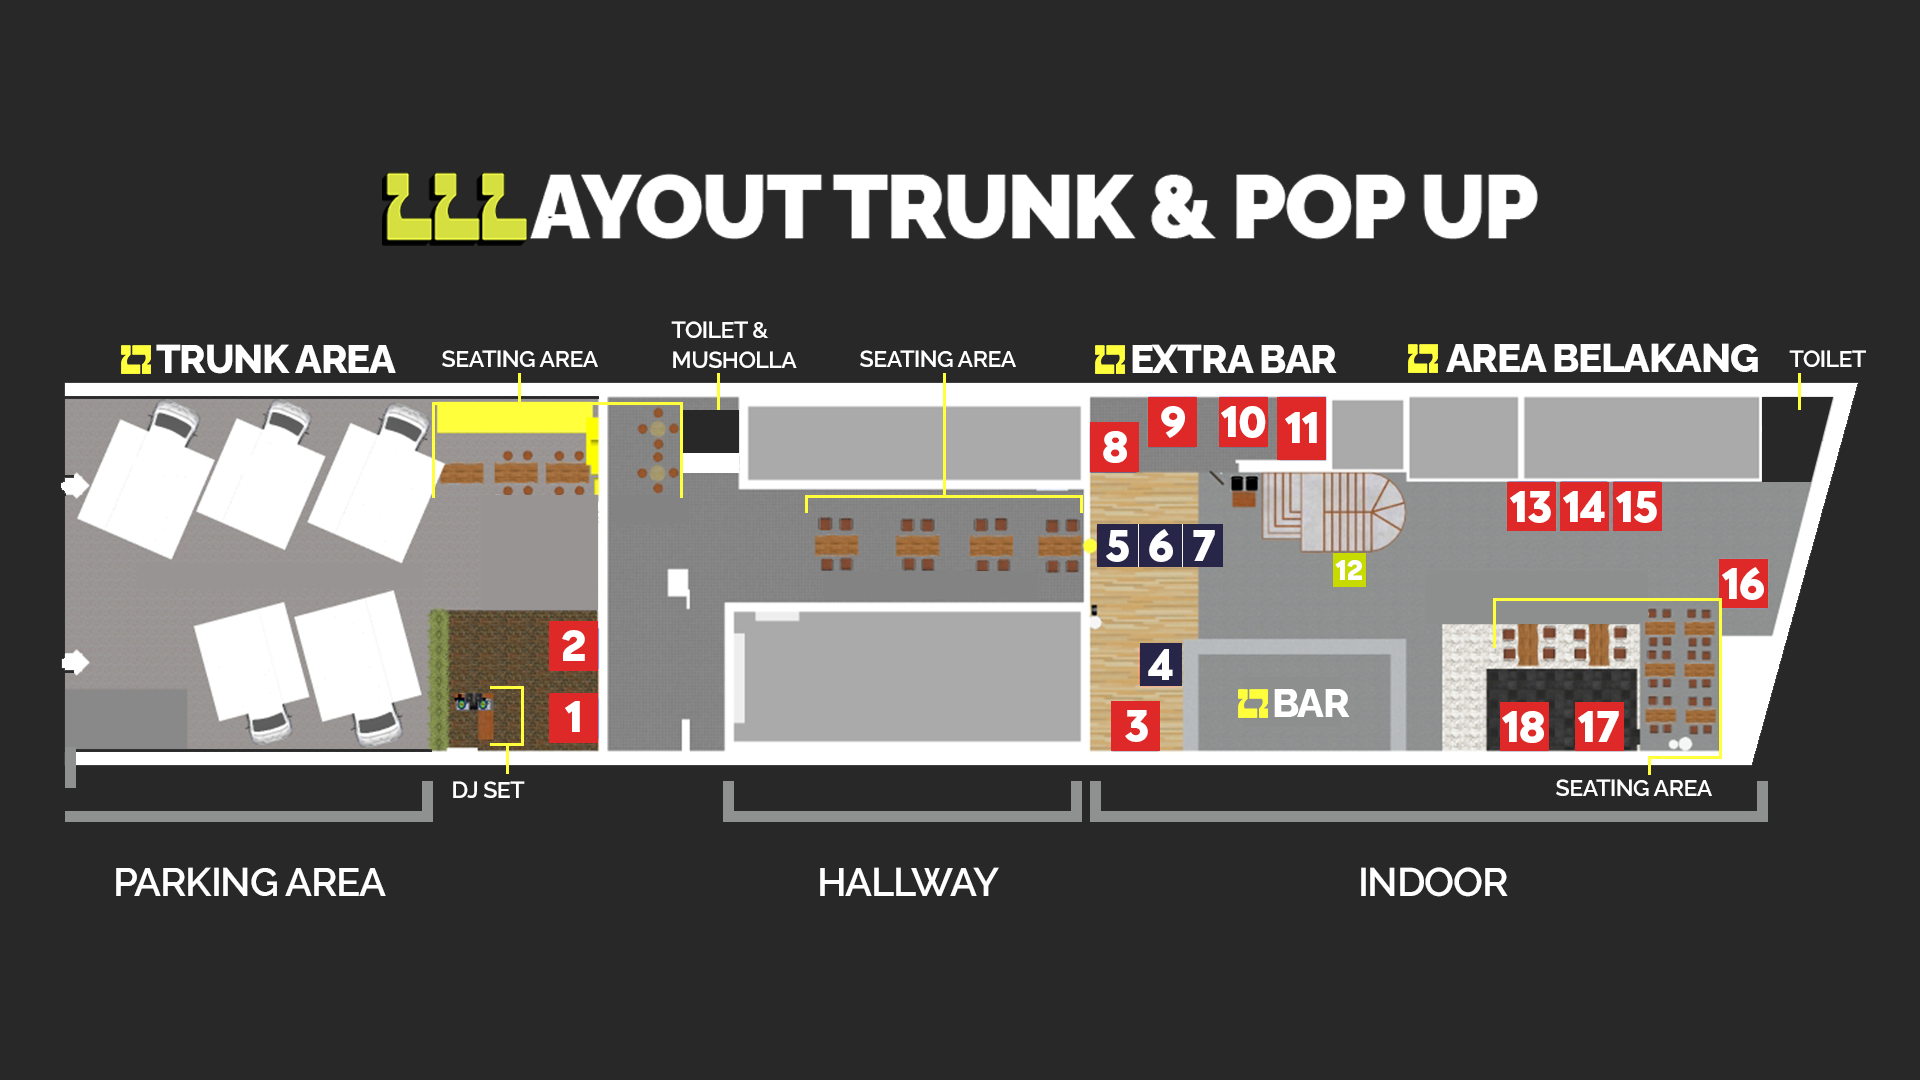 LAYOUT TRUNK & POP UP
TRUNK AREA
SEATING AREA
TOILET &
MUSHOLLA
SEATING AREA
EXTRA BAR
AREA BELAKANG
TOILET
8
9
10
11
13
14
15
5
6
7
12
16
2
1
4
3
BAR
18
17
DJ SET
SEATING AREA
PARKING AREA
HALLWAY
INDOOR